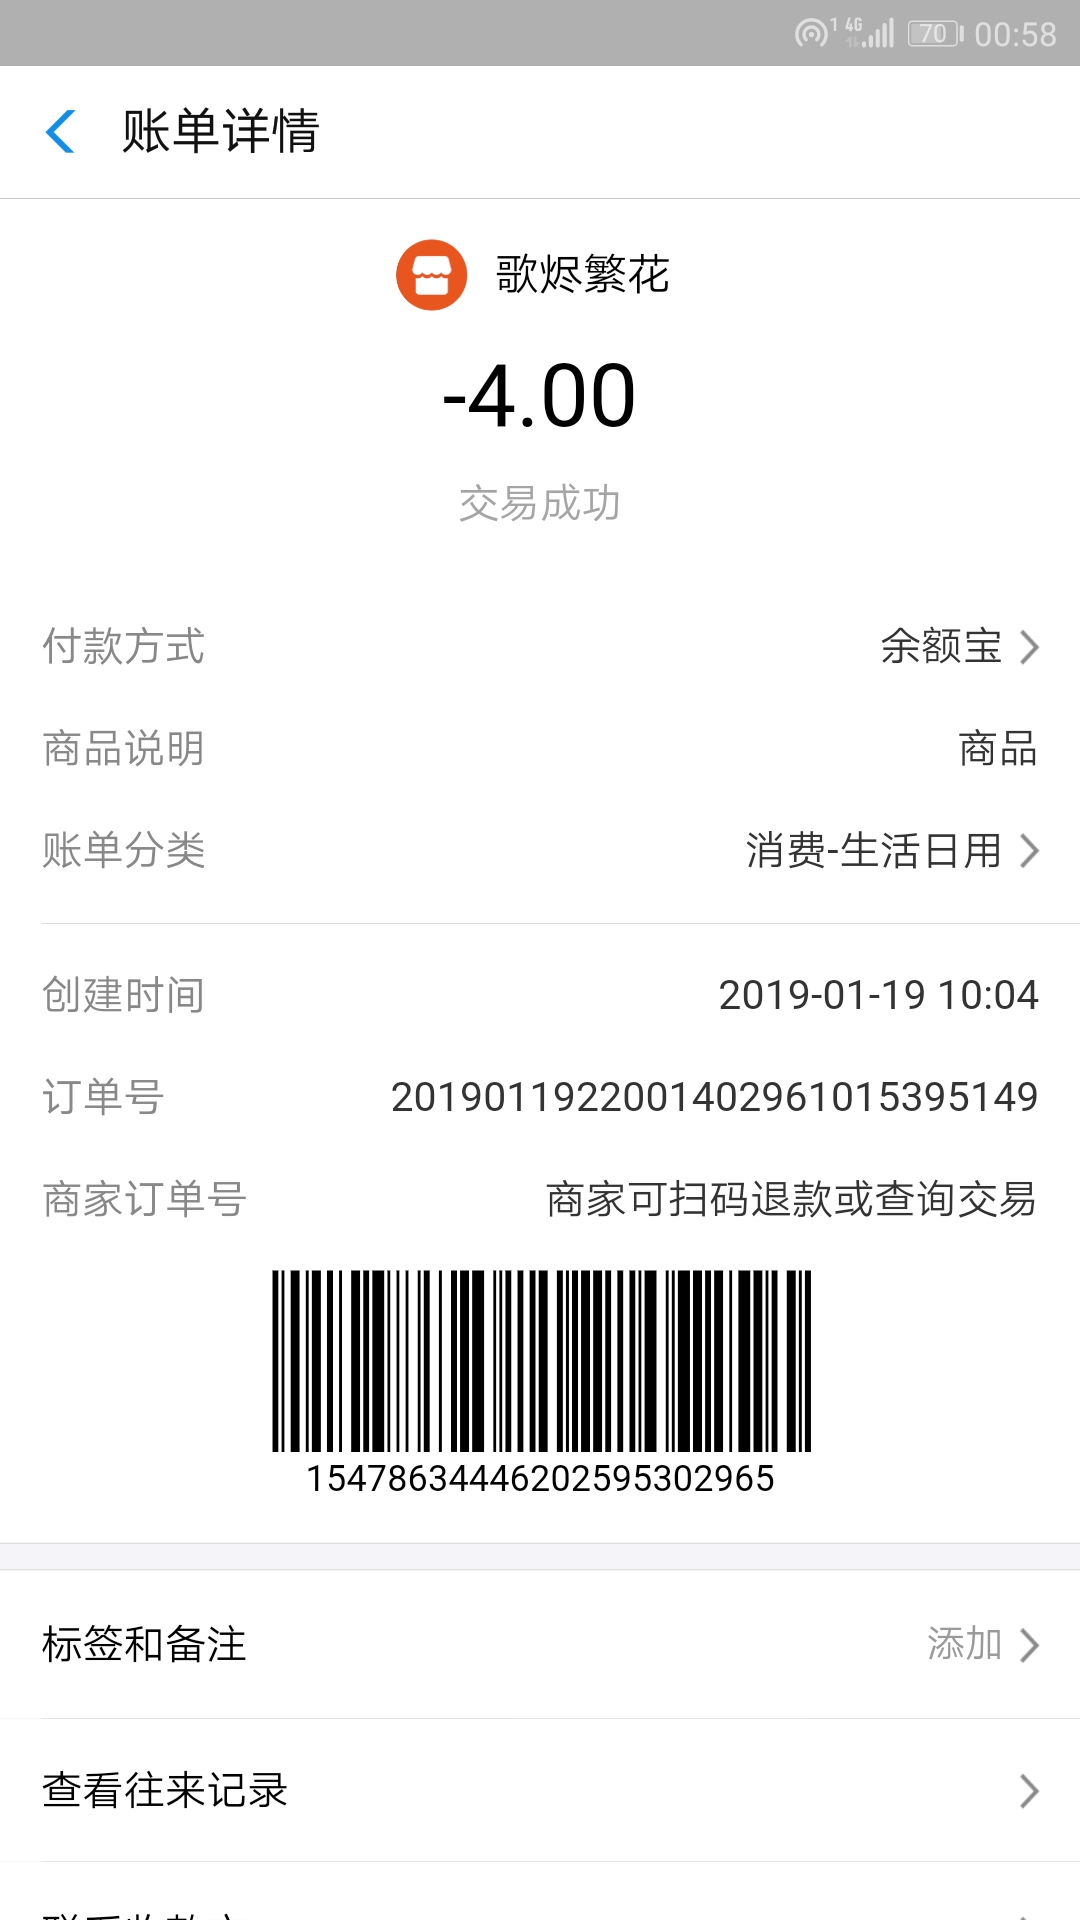 1 4G 70 00:58
账单详情
歌烬繁花
-4.00
交易成功
付款方式 余额宝
商品说明 商品
账单分类 消费-生活日用
创建时间 2019-01-19 10:04
订单号 2019011922001402961015395149
商家订单号 商家可扫码退款或查询交易
15478634446202595302965
标签和备注 添加
查看往来记录